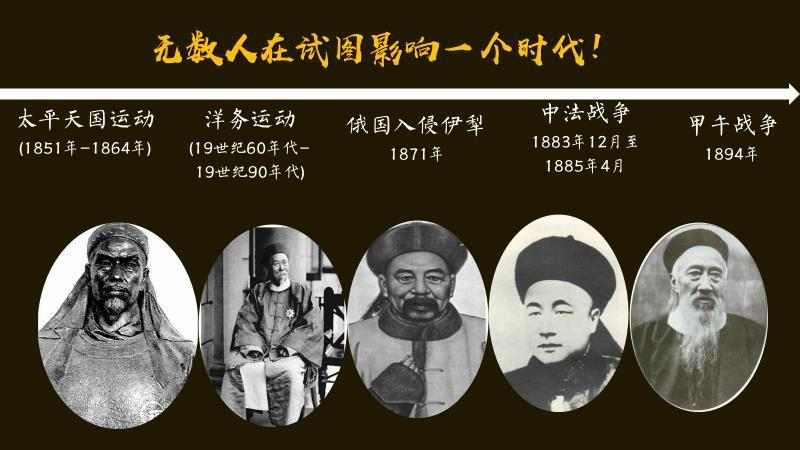 无数人在试图影响一个时代！
太平天国运动
(1851年-1864年)
洋务运动
(19世纪60年代-
19世纪90年代)
俄国入侵伊犁
1871年
中法战争
1883年12月至
1885年4月
甲午战争
1894年